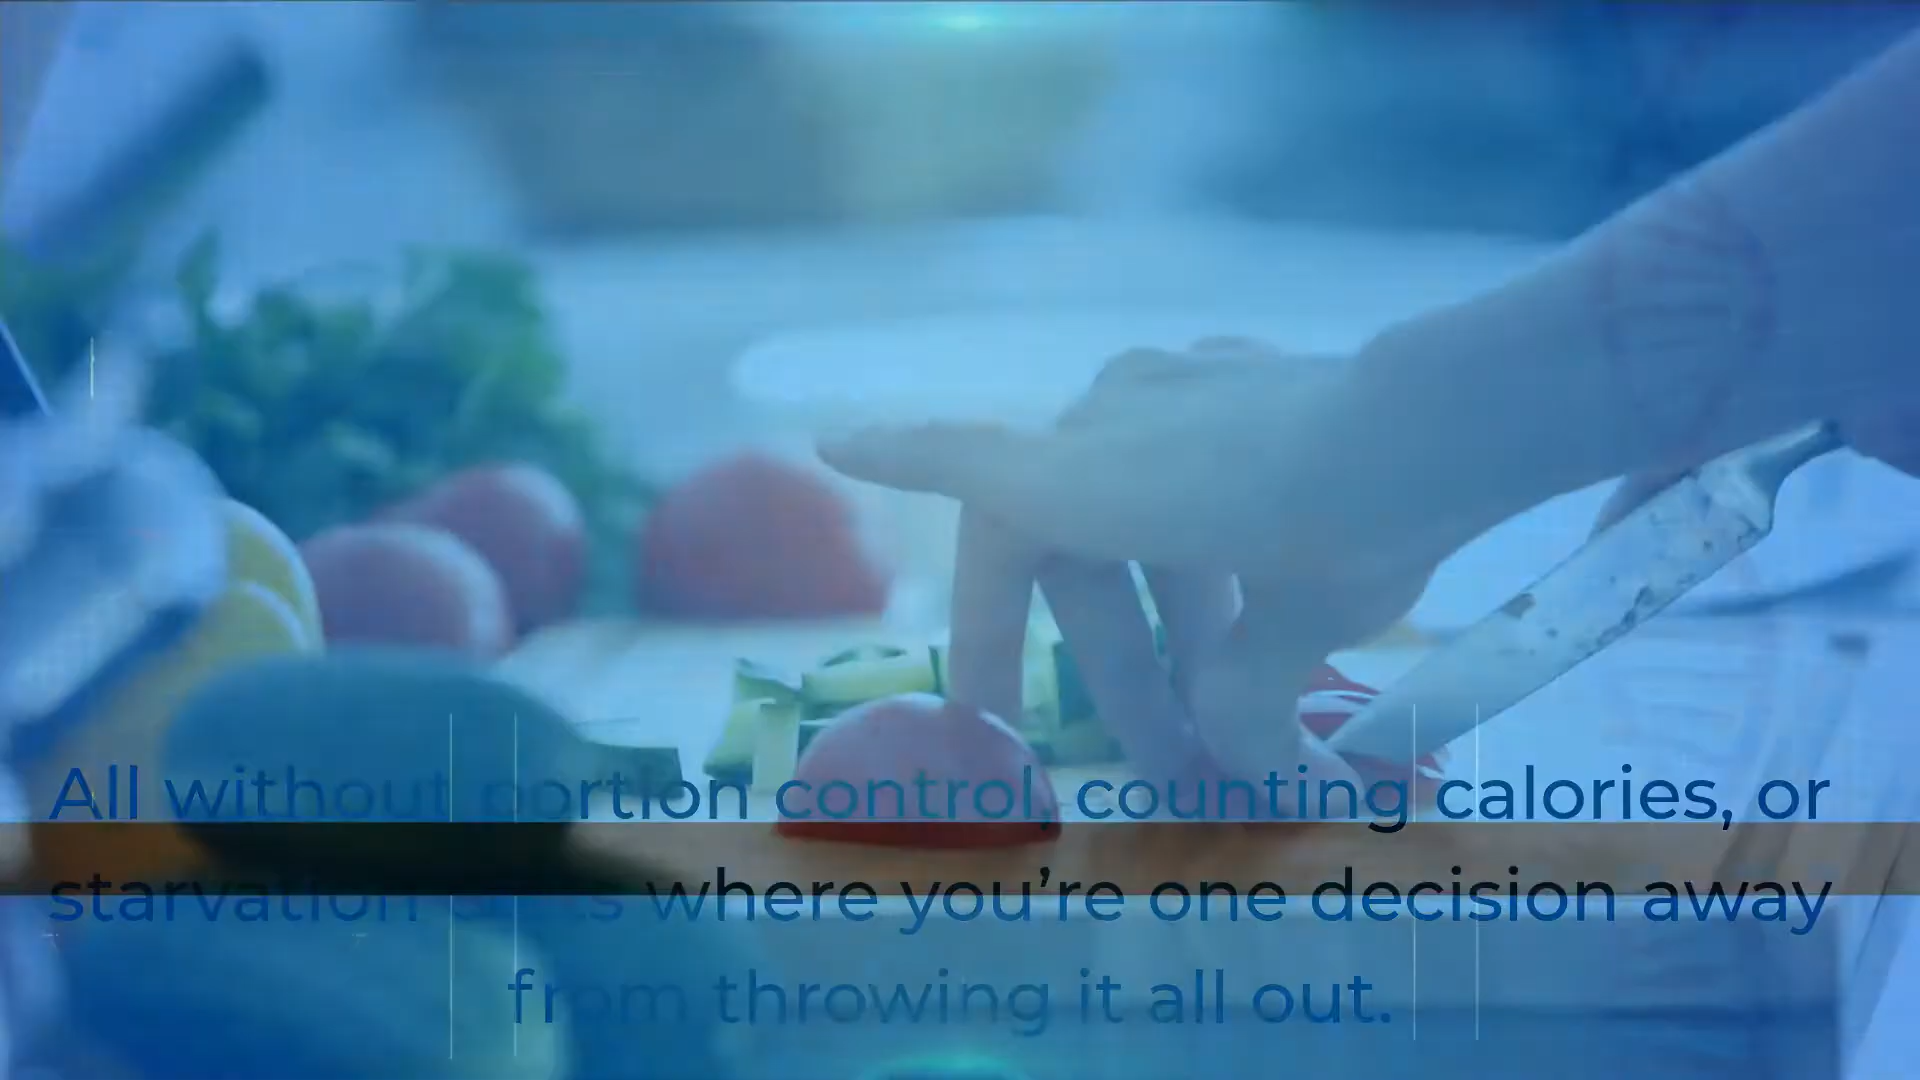 All without portion control, counting calories, or
starvation where you're one decision away
from throwing it all out.